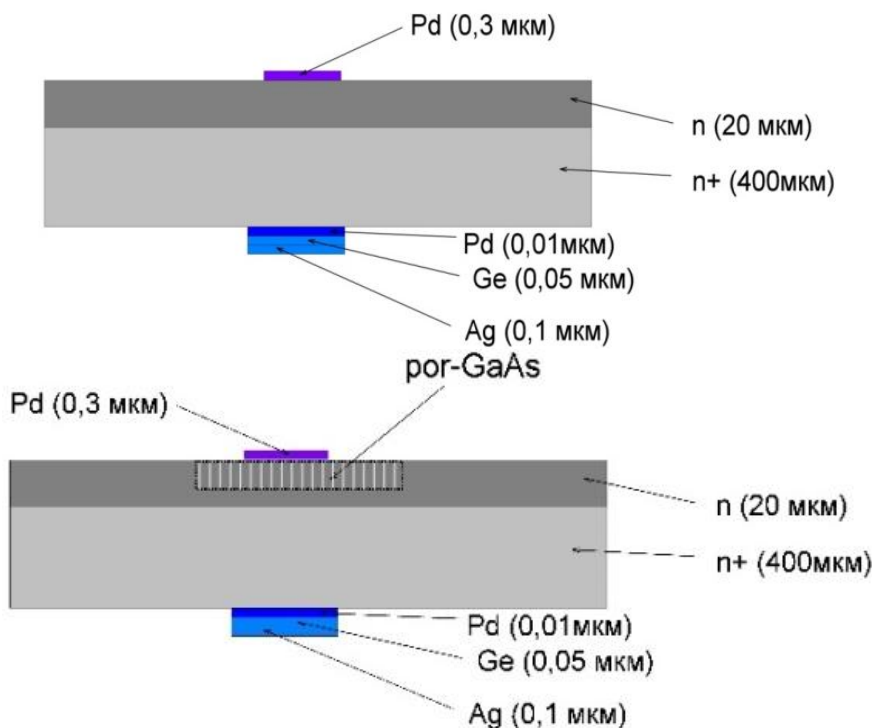 Pd (0,3 мкм)
n (20 мкм)
n+ (400мкм)
Pd (0,01мкм)
Ge (0,05 мкм)
Ag (0,1 мкм)
por-GaAs
Pd (0,3 мкм)
n (20 мкм)
n+ (400мкм)
Pd (0,01мкм)
Ge (0,05 мкм)
Ag (0,1 мкм)